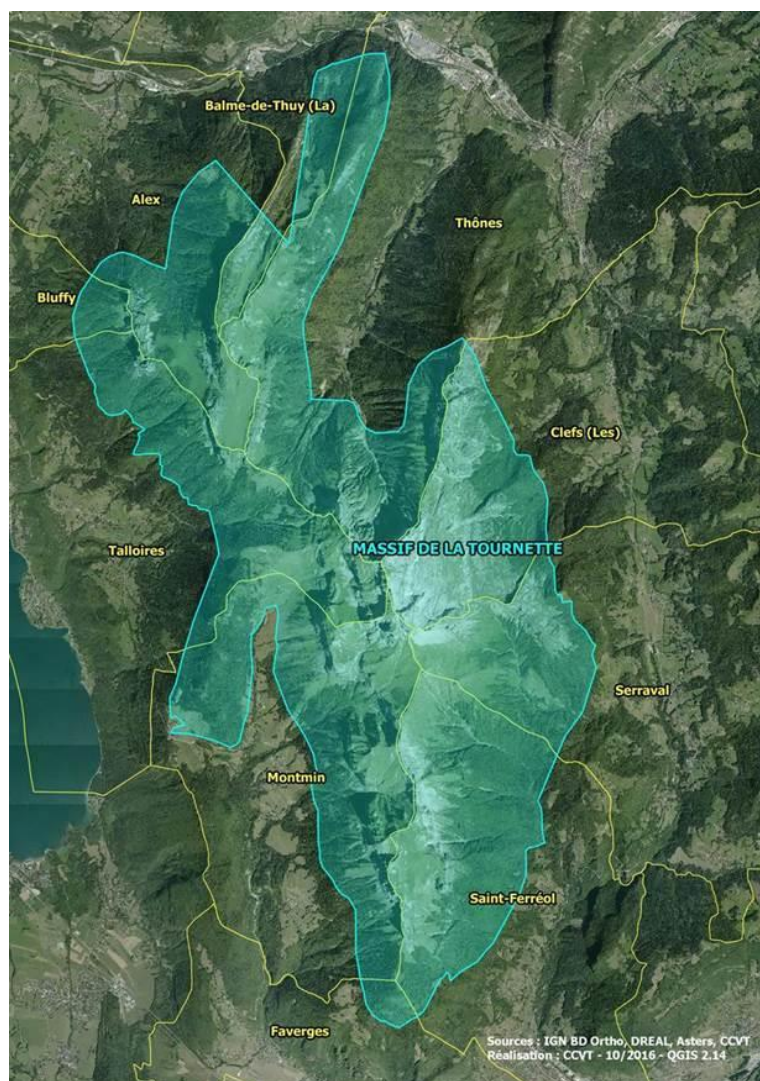 Balme-de-Thuy (La)
Alex
Thônes
Bluffy
Clefs (Les)
Talloires
MASSIF DE LA TOURNETTE
Serraval
Montmin
Saint-Ferréol
Faverges
Sources : IGN BD Ortho, DREAL, Asters, CCVT
Réalisation : CCVT - 10/2016 - QGIS 2.14